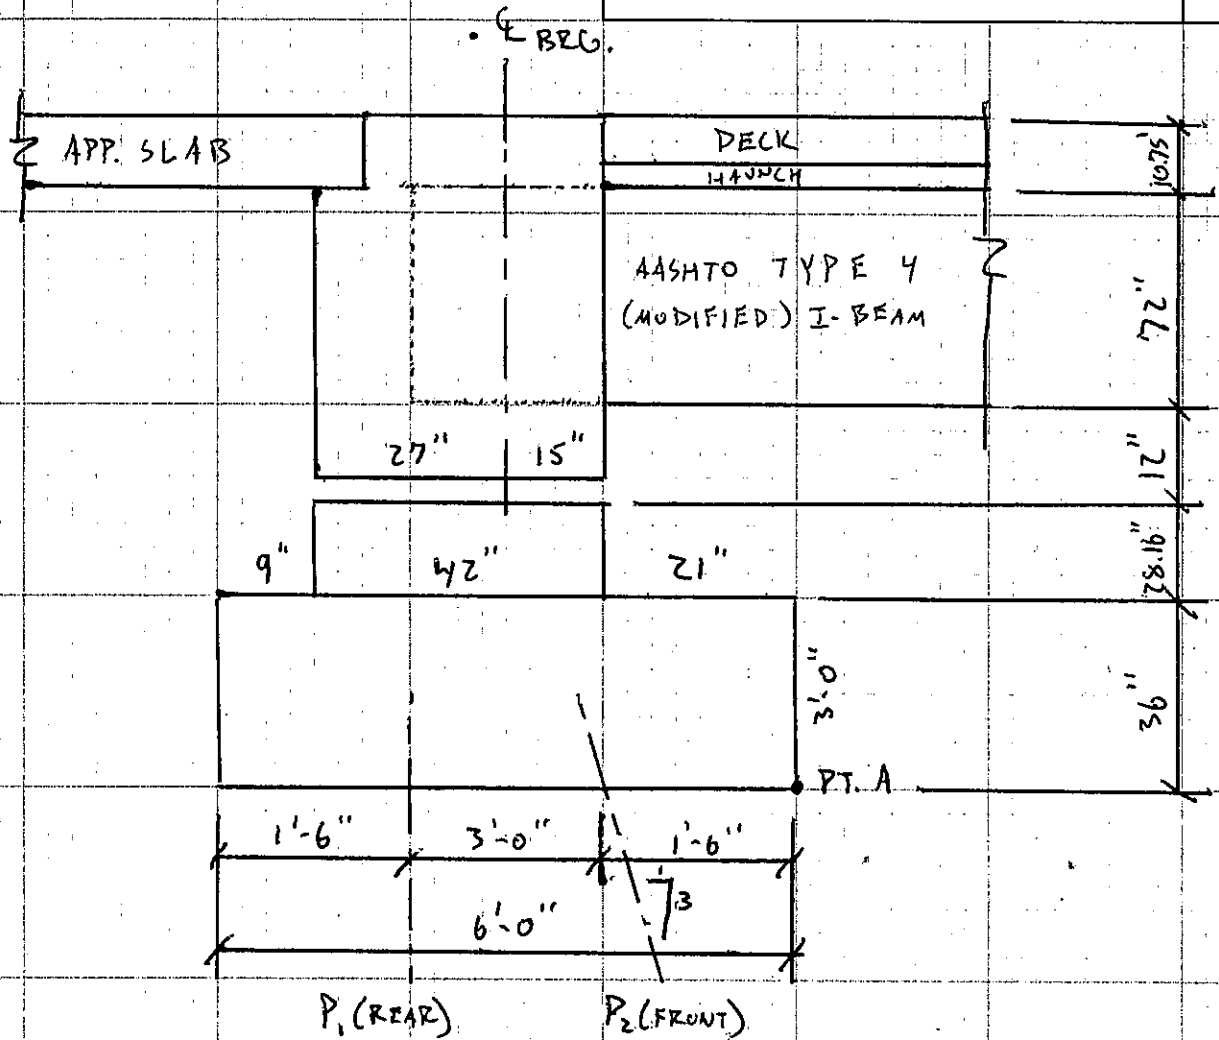 ℄ BRG.
APP. SLAB
DECK
HAUNCH
10.75'
AASHTO TYPE 4
(MODIFIED) I-BEAM
72"
27" 15"
12"
9" 42" 21"
28.16"
3'-0"
36"
PT. A
1'-6" 3'-0" 1'-6"
1
3
6'-0"
P1 (REAR) P2 (FRONT)